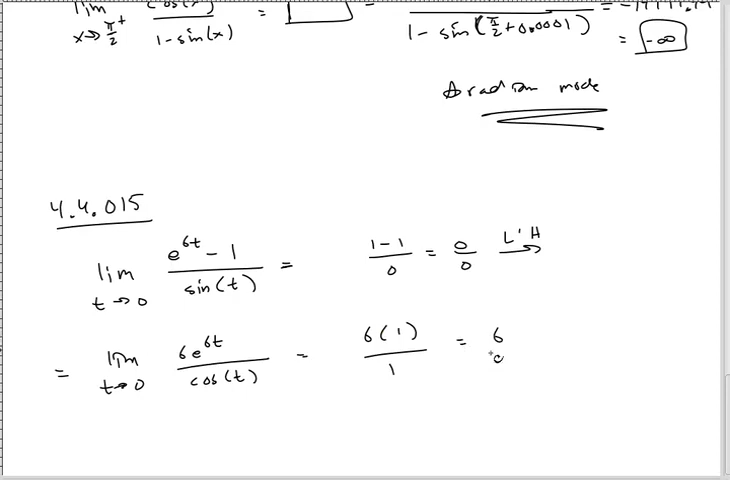 lim x→π/2⁺ cos(x)/(1-sin(x)) =
1 - sin(π/2+0.0001)
= -∞
radian mode
4.4.015
lim t→0 (e^6t - 1)/sin(t) = (1-1)/0 = 0/0 L'H→
= lim t→0 6e^6t/cos(t) = 6(1)/1 = 6